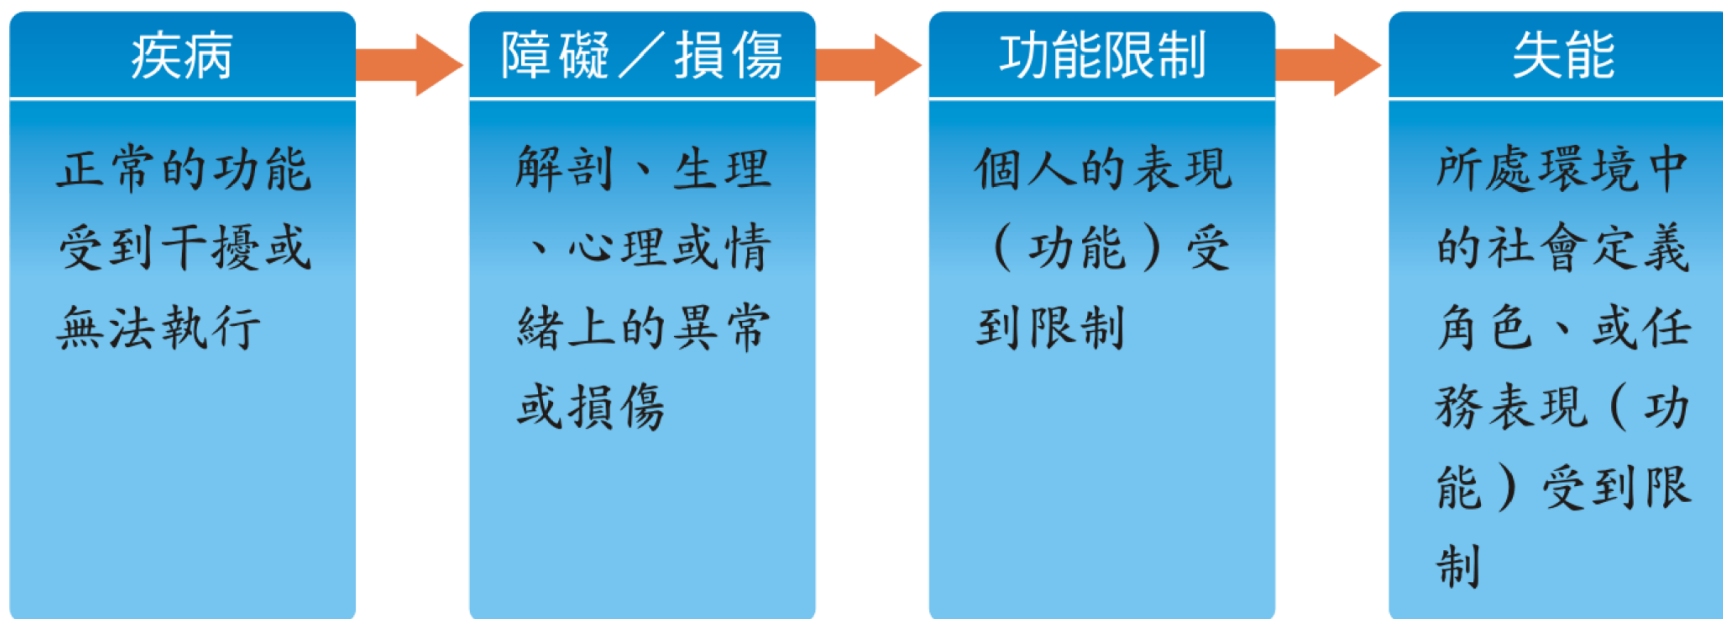 疾病
正常的功能
受到干擾或
無法執行
障礙／損傷
解剖、生理
、心理或情
緒上的異常
或損傷
功能限制
個人的表現
（功能）受
到限制
失能
所處環境中
的社會定義
角色、或任
務表現（功
能）受到限
制